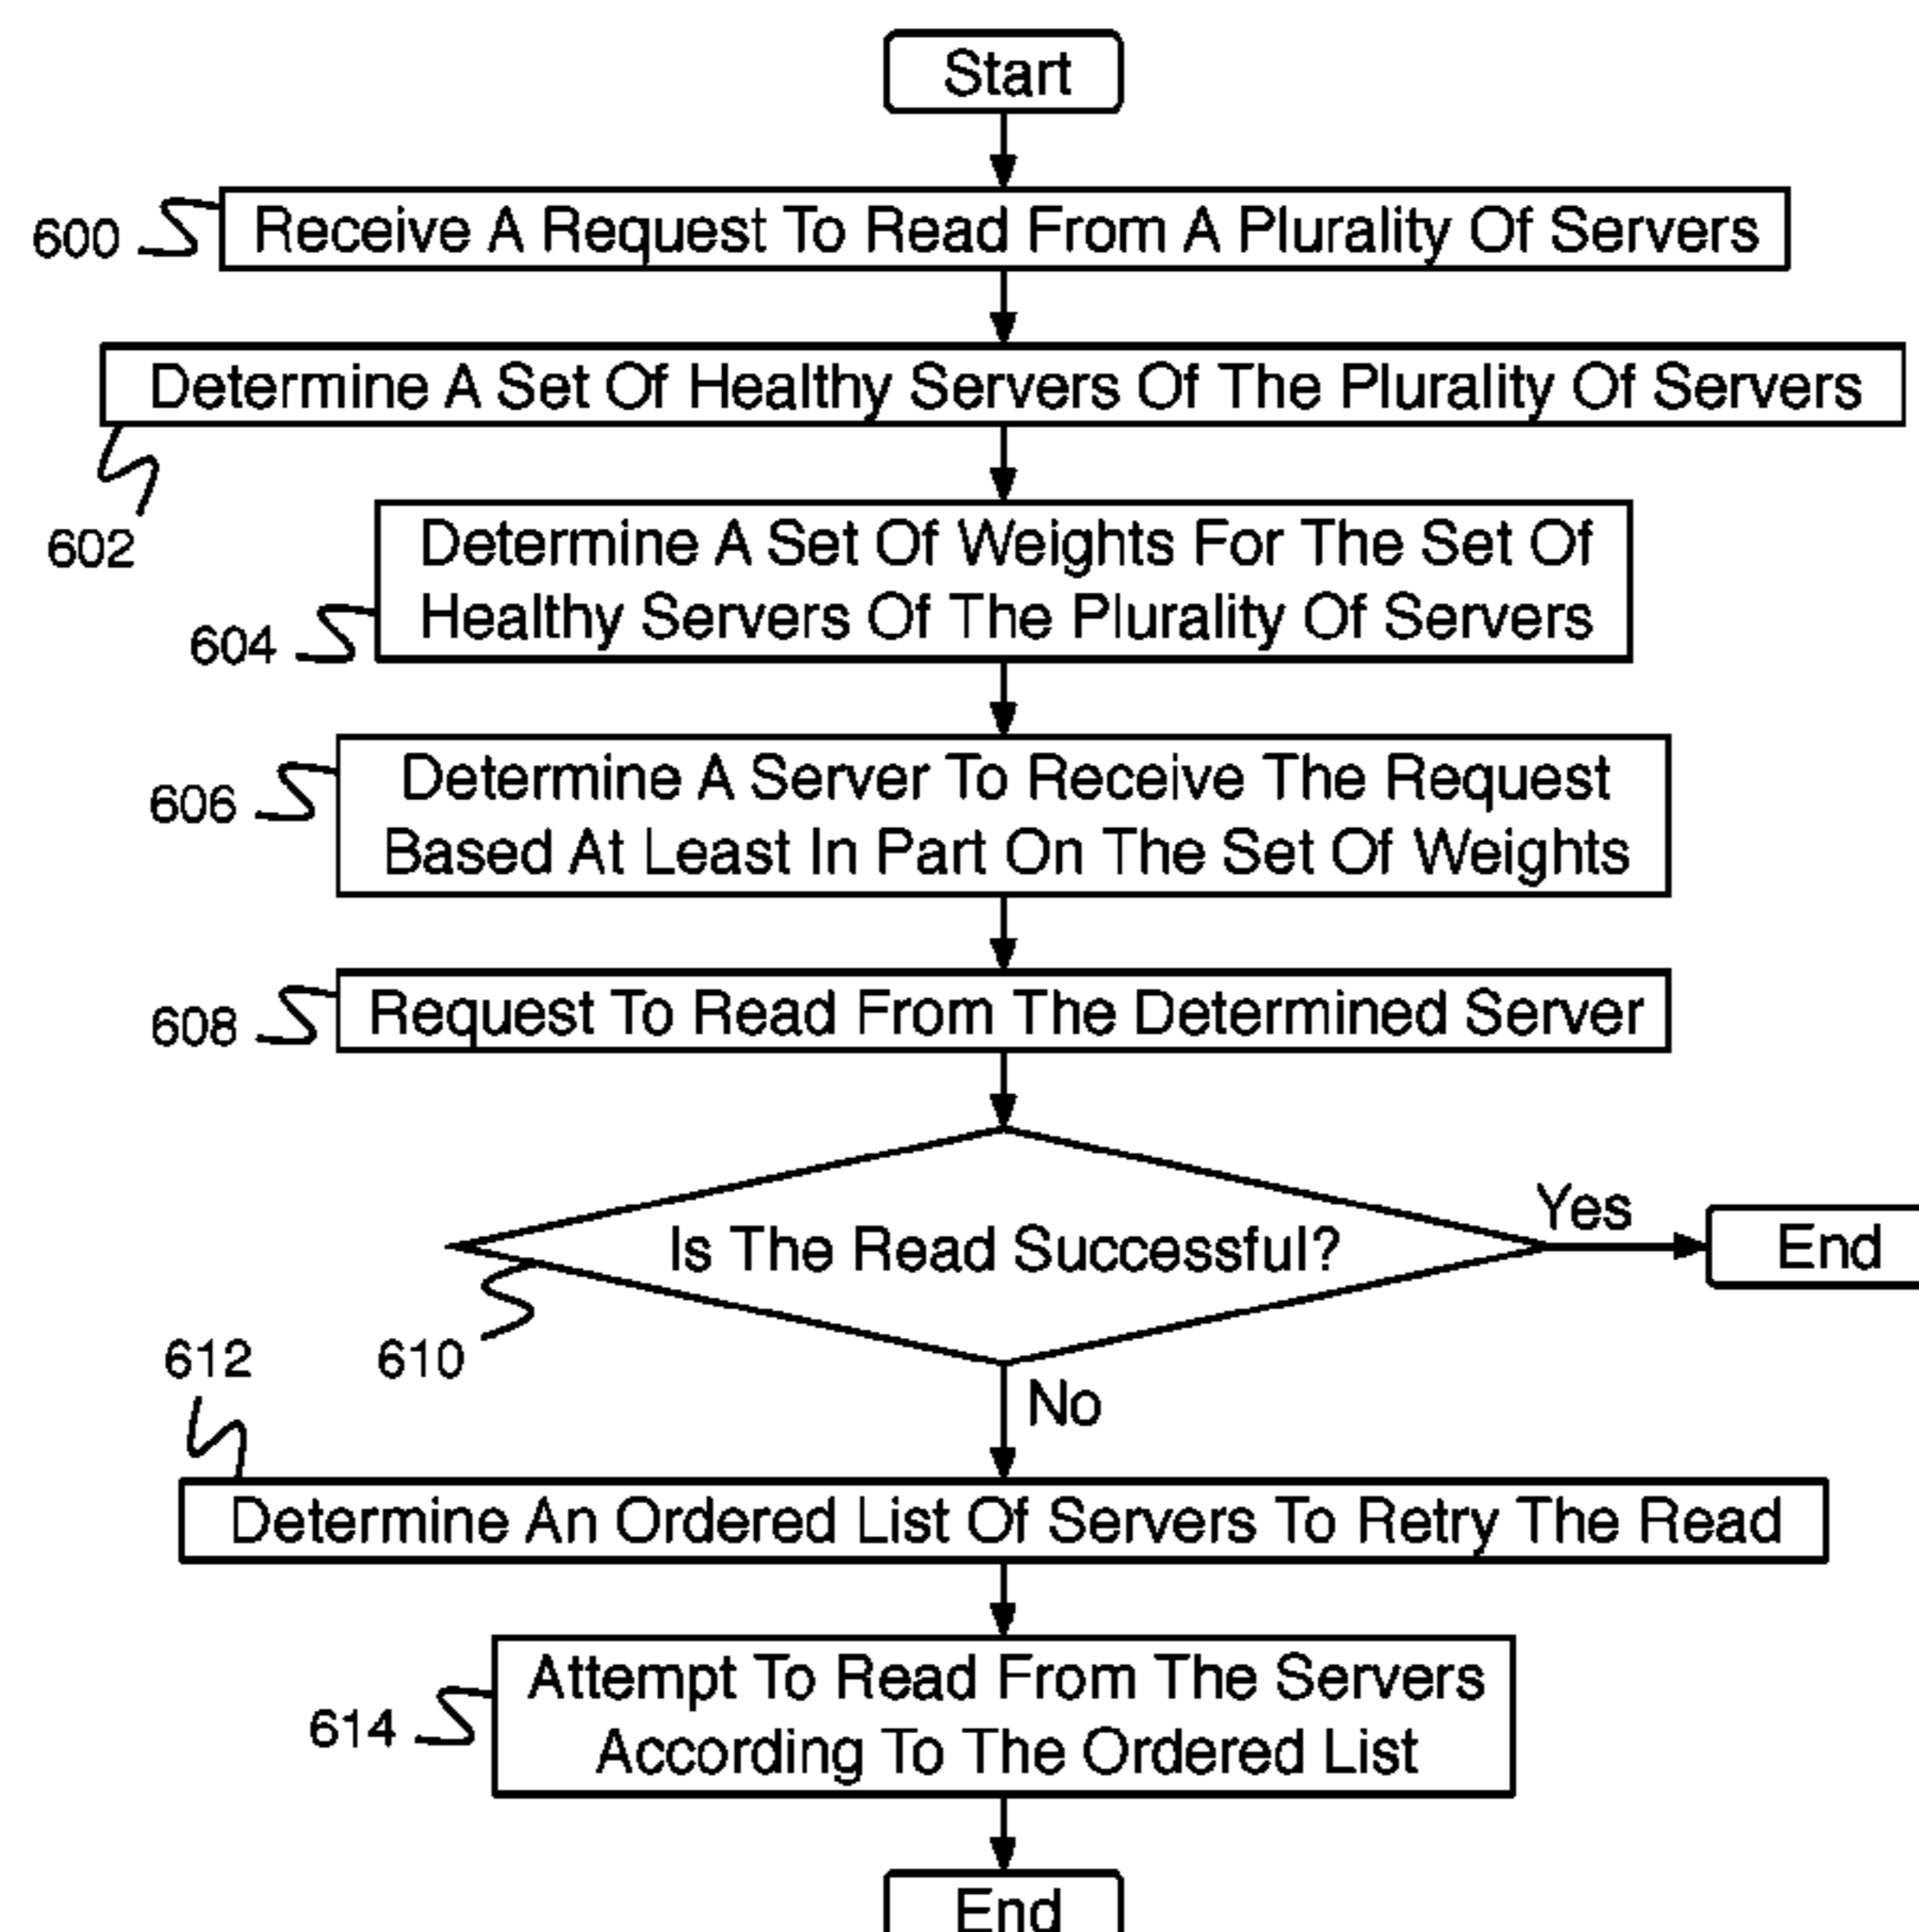 Start
600
Receive A Request To Read From A Plurality Of Servers
Determine A Set Of Healthy Servers Of The Plurality Of Servers
602
Determine A Set Of Weights For The Set Of
Healthy Servers Of The Plurality Of Servers
604
Determine A Server To Receive The Request
Based At Least In Part On The Set Of Weights
606
608
Request To Read From The Determined Server
Is The Read Successful?
Yes
End
610
No
612
Determine An Ordered List Of Servers To Retry The Read
Attempt To Read From The Servers
According To The Ordered List
614
End